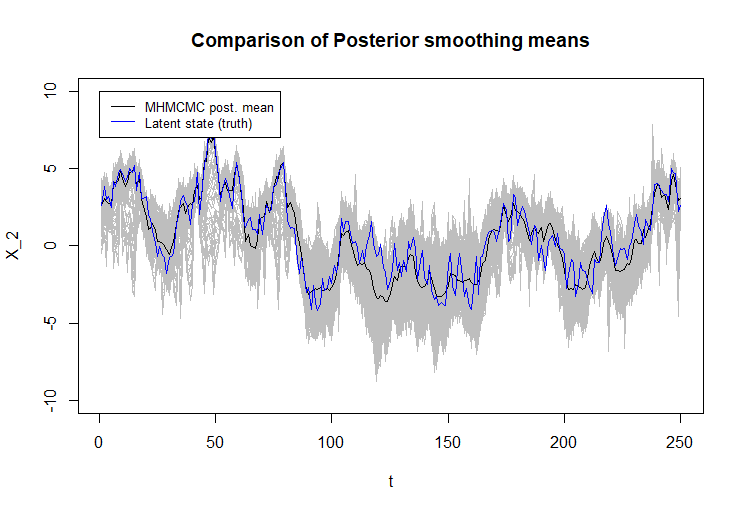 Comparison of Posterior smoothing means
MHMCMC post. mean
Latent state (truth)
10
5
0
-5
-10
X_2
0 50 100 150 200 250
t